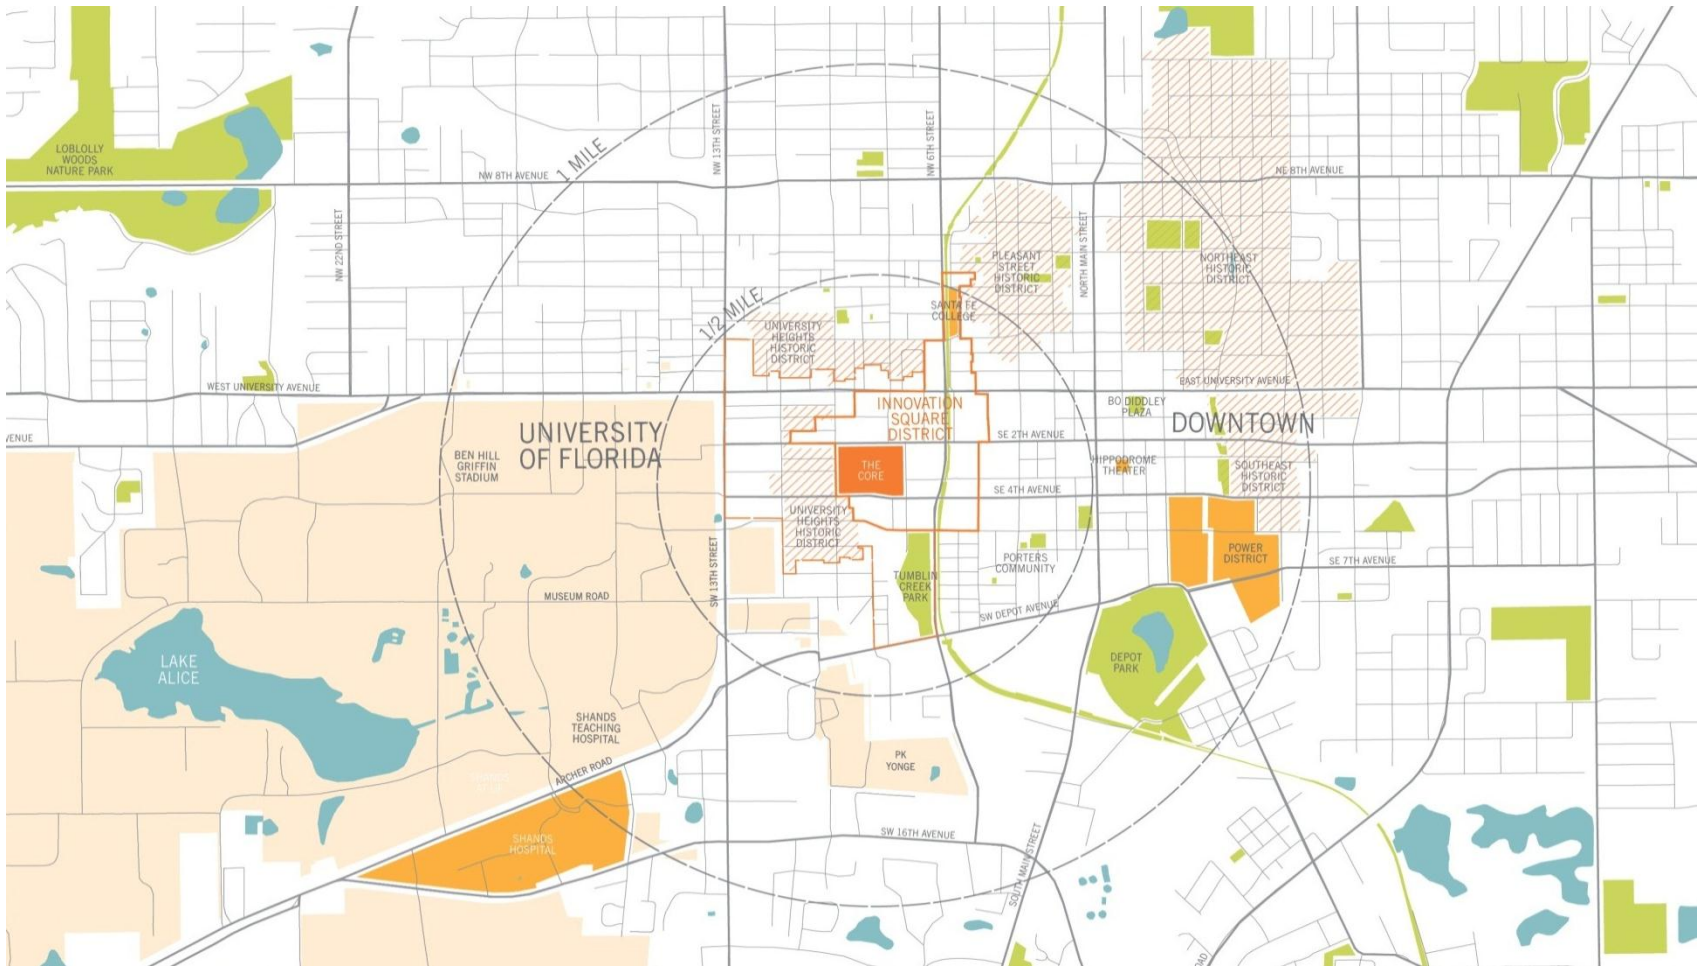 LOBLOLLY
WOODS
NATURE PARK
1 MILE
NW 8TH AVENUE
NW 13TH STREET
NW 6TH STREET
NE 8TH AVENUE
NW 22ND STREET
NORTH MAIN STREET
PLEASANT
STREET
HISTORIC
DISTRICT
NORTHEAST
HISTORIC
DISTRICT
1/2 MILE
SANTA FE
COLLEGE
UNIVERSITY
HEIGHTS
HISTORIC
DISTRICT
WEST UNIVERSITY AVENUE
EAST UNIVERSITY AVENUE
INNOVATION
SQUARE
DISTRICT
BO DIDDLEY
PLAZA
DOWNTOWN
UNIVERSITY
OF FLORIDA
VENUE
SE 2TH AVENUE
BEN HILL
GRIFFIN
STADIUM
THE
CORE
HIPPODROME
THEATER
SOUTHEAST
HISTORIC
DISTRICT
SE 4TH AVENUE
UNIVERSITY
HEIGHTS
HISTORIC
DISTRICT
POWER
DISTRICT
SE 7TH AVENUE
PORTERS
COMMUNITY
SW 13TH STREET
TUMBLIN
CREEK
PARK
MUSEUM ROAD
SW DEPOT AVENUE
LAKE
ALICE
DEPOT
PARK
SHANDS
TEACHING
HOSPITAL
PK
YONGE
ARCHER ROAD
SHANDS
SHANDS
HOSPITAL
SW 16TH AVENUE
SOUTH MAIN STREET